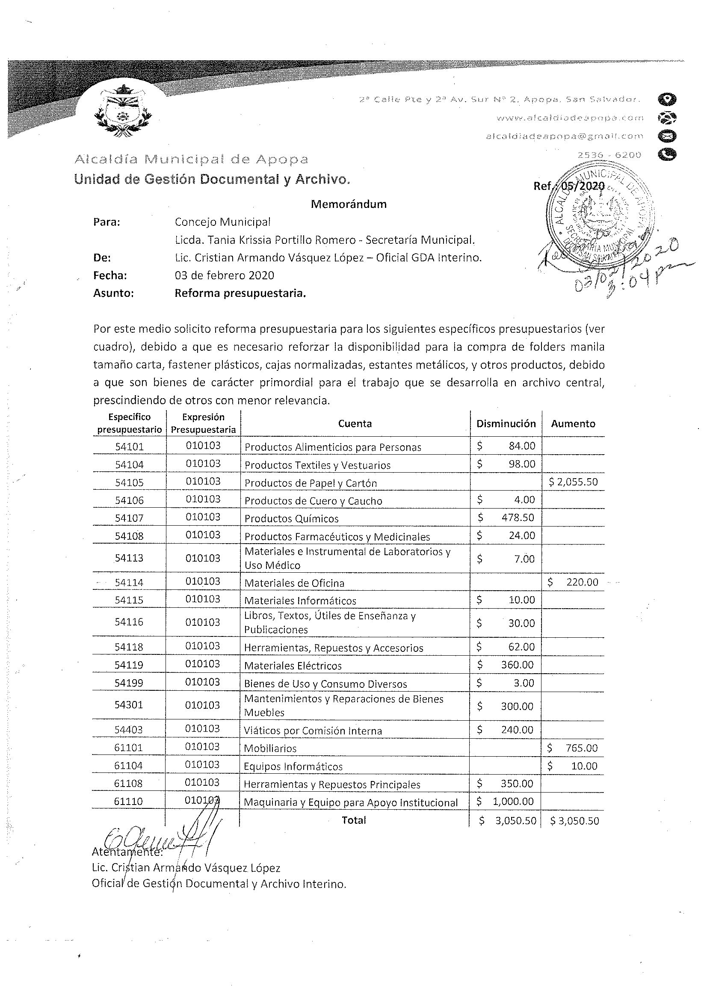 2ª Calle Pte y 2ª Av. Sur Nº 2, Apopa, San Salvador.
www.alcaldiadeapopa.com
alcaldiadeapopa@gmail.com
2536 - 6200
Alcaldía Municipal de Apopa
Unidad de Gestión Documental y Archivo.
Ref.: 05/2020
ALCALDIA MUNICIPAL DE APOPA
SECRETARIA MUNICIPAL
Memorándum
Para: Concejo Municipal
Licda. Tania Krissia Portillo Romero - Secretaría Municipal.
De: Lic. Cristian Armando Vásquez López – Oficial GDA Interino.
03/02/2020
Fecha: 03 de febrero 2020
3:04 pm
Asunto: Reforma presupuestaria.
Por este medio solicito reforma presupuestaria para los siguientes específicos presupuestarios (ver
cuadro), debido a que es necesario reforzar la disponibilidad para la compra de folders manila
tamaño carta, fastener plásticos, cajas normalizadas, estantes metálicos, y otros productos, debido
a que son bienes de carácter primordial para el trabajo que se desarrolla en archivo central,
prescindiendo de otros con menor relevancia.
Especifico presupuestario Expresión Presupuestaria Cuenta Disminución Aumento
54101 010103 Productos Alimenticios para Personas $ 84.00
54104 010103 Productos Textiles y Vestuarios $ 98.00
54105 010103 Productos de Papel y Cartón $ 2,055.50
54106 010103 Productos de Cuero y Caucho $ 4.00
54107 010103 Productos Químicos $ 478.50
54108 010103 Productos Farmacéuticos y Medicinales $ 24.00
54113 010103 Materiales e Instrumental de Laboratorios y Uso Médico $ 7.00
54114 010103 Materiales de Oficina $ 220.00
54115 010103 Materiales Informáticos $ 10.00
54116 010103 Libros, Textos, Útiles de Enseñanza y Publicaciones $ 30.00
54118 010103 Herramientas, Repuestos y Accesorios $ 62.00
54119 010103 Materiales Eléctricos $ 360.00
54199 010103 Bienes de Uso y Consumo Diversos $ 3.00
54301 010103 Mantenimientos y Reparaciones de Bienes Muebles $ 300.00
54403 010103 Viáticos por Comisión Interna $ 240.00
61101 010103 Mobiliarios $ 765.00
61104 010103 Equipos Informáticos $ 10.00
61108 010103 Herramientas y Repuestos Principales $ 350.00
61110 010103 Maquinaria y Equipo para Apoyo Institucional $ 1,000.00
Total $ 3,050.50 $ 3,050.50
Atentamente:
Lic. Cristian Armando Vásquez López
Oficial de Gestión Documental y Archivo Interino.